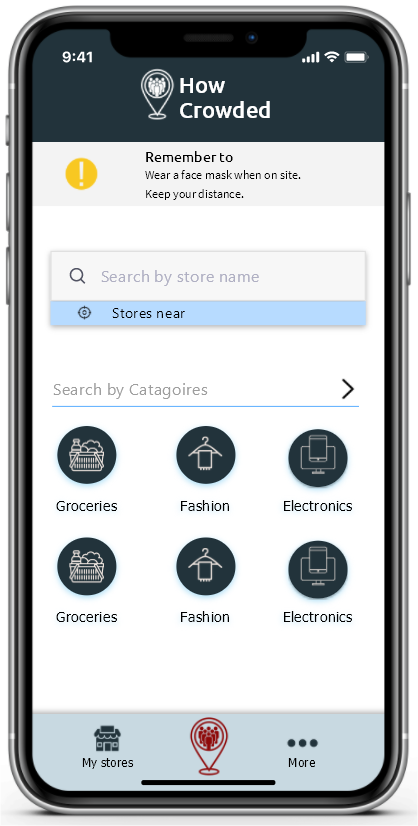 9:41
How
Crowded
Remember to
Wear a face mask when on site.
Keep your distance.
Search by store name
Stores near
Search by Catagoires
Groceries Fashion Electronics
Groceries Fashion Electronics
My stores More